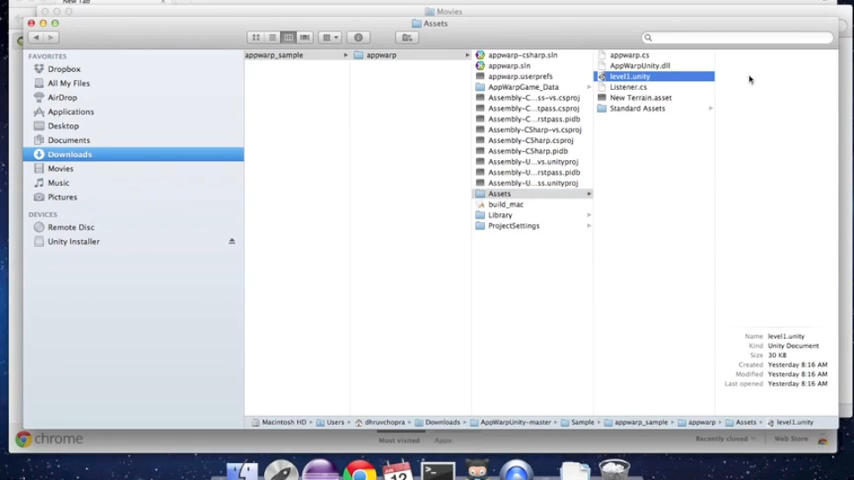 New Tab
Movies
Assets
FAVORITES
Dropbox
All My Files
AirDrop
Applications
Desktop
Documents
Downloads
Movies
Music
Pictures
DEVICES
Remote Disc
Unity Installer
appwarp_sample
appwarp
appwarp-csharp.sln
appwarp.sln
appwarp.userprefs
AppWarpGame_Data
Assembly-C...ss-vs.csproj
Assembly-C...tpass.csproj
Assembly-C...rstpass.pidb
Assembly-CSharp-vs.csproj
Assembly-CSharp.csproj
Assembly-CSharp.pidb
Assembly-U...vs.unityproj
Assembly-U...rstpass.pidb
Assembly-U...ss.unityproj
Assets
build_mac
Library
ProjectSettings
appwarp.cs
AppWarpUnity.dll
level1.unity
Listener.cs
New Terrain.asset
Standard Assets
Name level1.unity
Kind Unity Document
Size 30 KB
Created Yesterday 8:16 AM
Modified Yesterday 8:16 AM
Last opened Yesterday 8:16 AM
Macintosh HD Users dhruvchopra Downloads AppWarpUnity-master Sample appwarp_sample appwarp Assets level1.unity
chrome Most visited Apps Recently closed Web Store
12